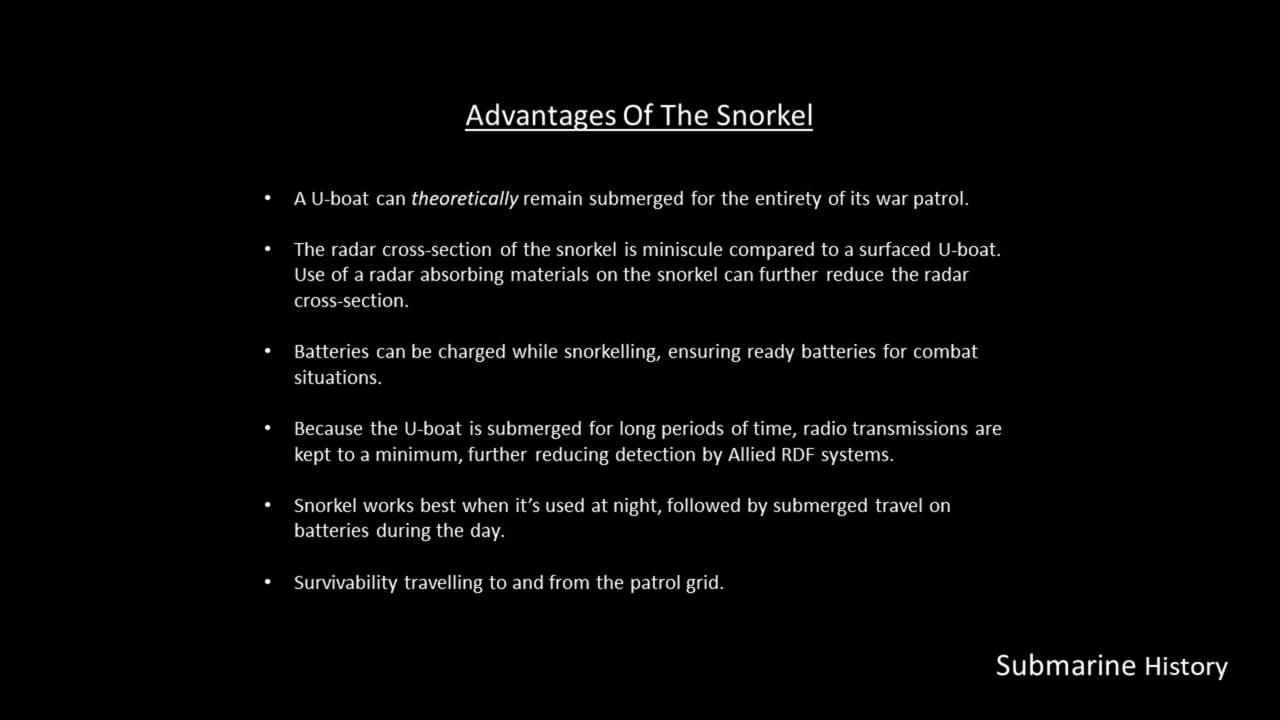 Advantages Of The Snorkel
• A U-boat can theoretically remain submerged for the entirety of its war patrol.
• The radar cross-section of the snorkel is miniscule compared to a surfaced U-boat.
Use of a radar absorbing materials on the snorkel can further reduce the radar
cross-section.
• Batteries can be charged while snorkelling, ensuring ready batteries for combat
situations.
• Because the U-boat is submerged for long periods of time, radio transmissions are
kept to a minimum, further reducing detection by Allied RDF systems.
• Snorkel works best when it’s used at night, followed by submerged travel on
batteries during the day.
• Survivability travelling to and from the patrol grid.
Submarine History